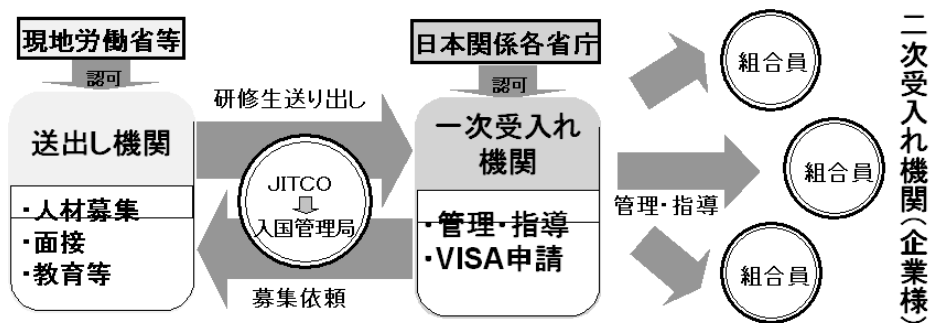 現地労働省等
認可
送出し機関
・人材募集
・面接
・教育等
研修生送り出し
JITCO
入国管理局
募集依頼
日本関係各省庁
認可
一次受入れ
機関
・管理・指導
・VISA申請
管理・指導
組合員
組合員
組合員
二次受入れ機関（企業様）